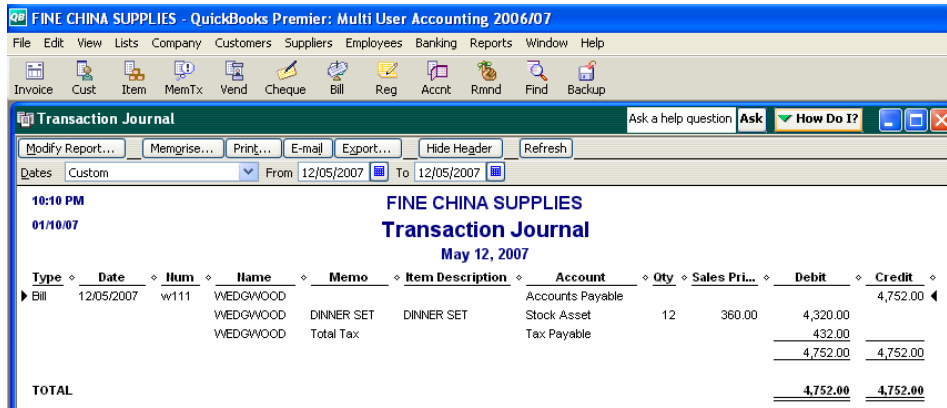 QB FINE CHINA SUPPLIES - QuickBooks Premier: Multi User Accounting 2006/07
File Edit View Lists Company Customers Suppliers Employees Banking Reports Window Help
Invoice Cust Item MemTx Vend Cheque Bill Reg Accnt Rmnd Find Backup
Transaction Journal Ask a help question Ask How Do I?
Modify Report... Memorise... Print... E-mail Export... Hide Header Refresh
Dates Custom From 12/05/2007 To 12/05/2007
10:10 PM FINE CHINA SUPPLIES
01/10/07 Transaction Journal
May 12, 2007
Type Date Num Name Memo Item Description Account Qty Sales Pri... Debit Credit
Bill 12/05/2007 w111 WEDGWOOD Accounts Payable 4,752.00
WEDGWOOD DINNER SET DINNER SET Stock Asset 12 360.00 4,320.00
WEDGWOOD Total Tax Tax Payable 432.00
4,752.00 4,752.00
TOTAL 4,752.00 4,752.00